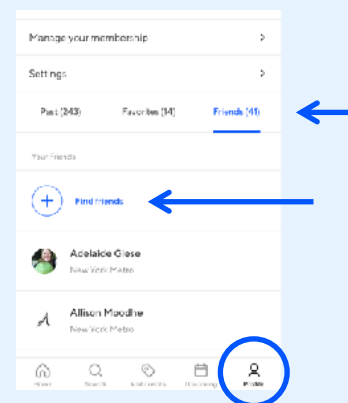 Manage your membership
Settings
Past (243) Favorites (14) Friends (41)
Your Friends
Find friends
Adelaide Giese
New York Metro
Allison Moodhe
New York Metro
Home Search Upcoming Profile